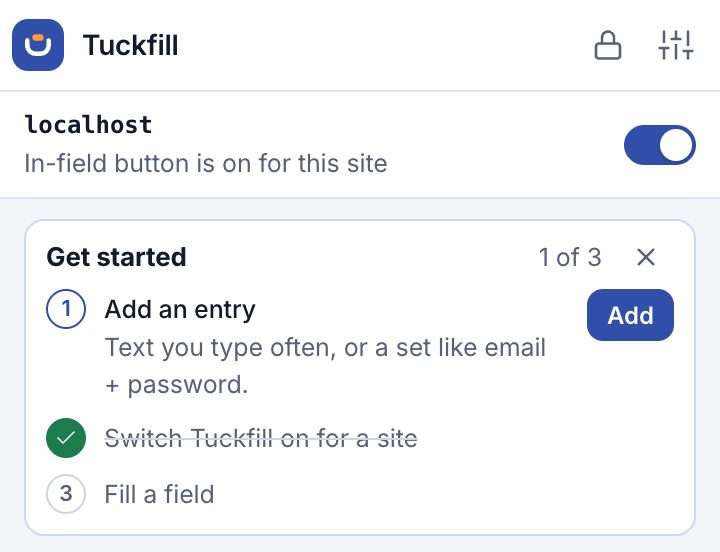 Tuckfill
localhost
In-field button is on for this site
Get started
1 of 3
1
Add an entry
Add
Text you type often, or a set like email
+ password.
Switch Tuckfill on for a site
3
Fill a field